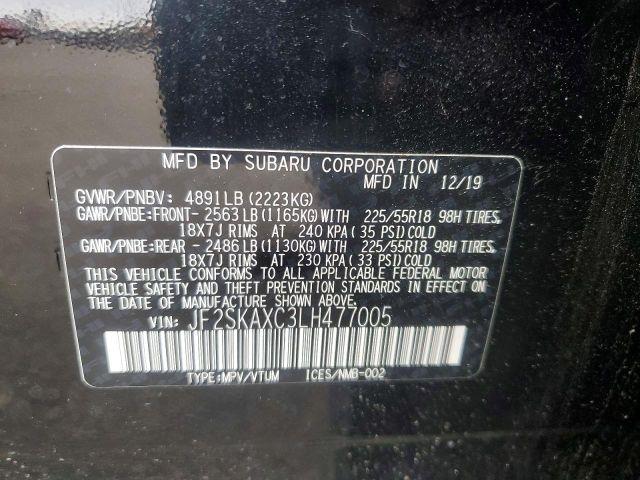 MFD BY SUBARU CORPORATION
MFD IN 12/19
GVWR/PNBV: 4891LB(2223KG)
GAWR/PNBE:FRONT- 2563LB(1165KG)WITH 225/55R18 98H TIRES,
18X7J RIMS AT 240 KPA( 35 PSI)COLD
GAWR/PNBE:REAR - 2486LB(1130KG)WITH 225/55R18 98H TIRES,
18X7J RIMS AT 230 KPA( 33 PSI)COLD
THIS VEHICLE CONFORMS TO ALL APPLICABLE FEDERAL MOTOR
VEHICLE SAFETY AND THEFT PREVENTION STANDARDS IN EFFECT ON
THE DATE OF MANUFACTURE SHOWN ABOVE.
VIN: JF2SKAXC3LH477005
TYPE:MPV/VTUM ICES/NMB-002